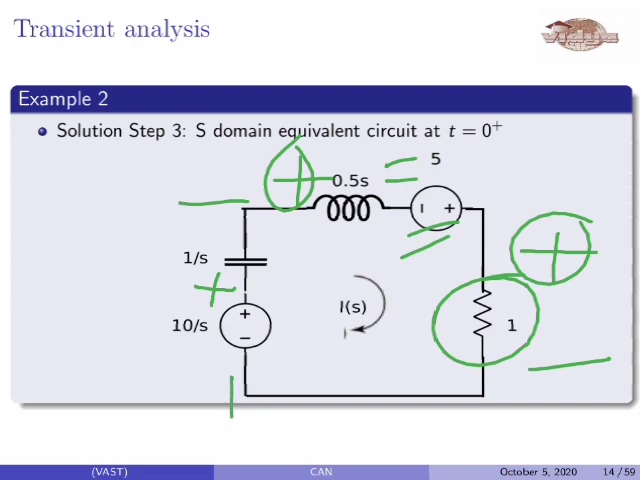 Transient analysis
vidya
Example 2
Solution Step 3: S domain equivalent circuit at t = 0⁺
5
0.5s
1/s
I(s)
10/s
1
(VAST) CAN October 5, 2020 14/59